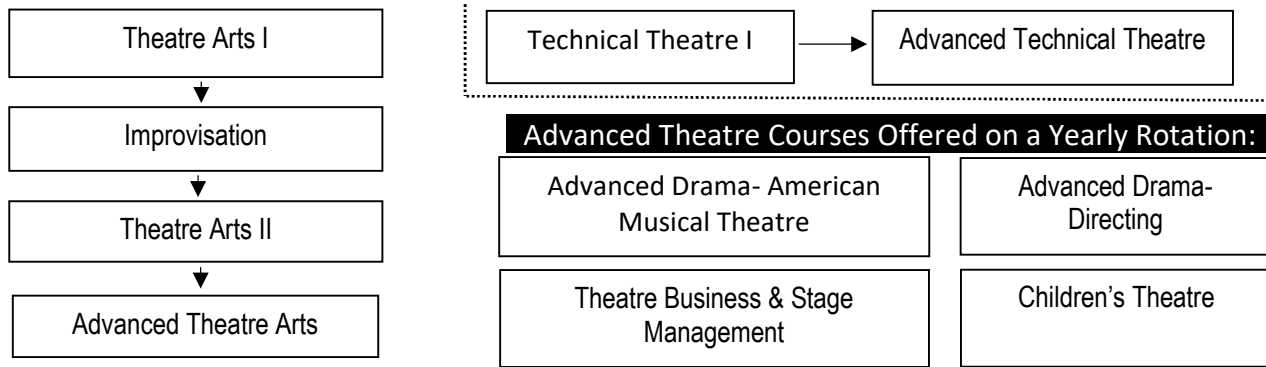 Theatre Arts I
Improvisation
Theatre Arts II
Advanced Theatre Arts
Technical Theatre I
Advanced Technical Theatre
Advanced Theatre Courses Offered on a Yearly Rotation:
Advanced Drama- American
Musical Theatre
Advanced Drama-
Directing
Theatre Business & Stage
Management
Children’s Theatre